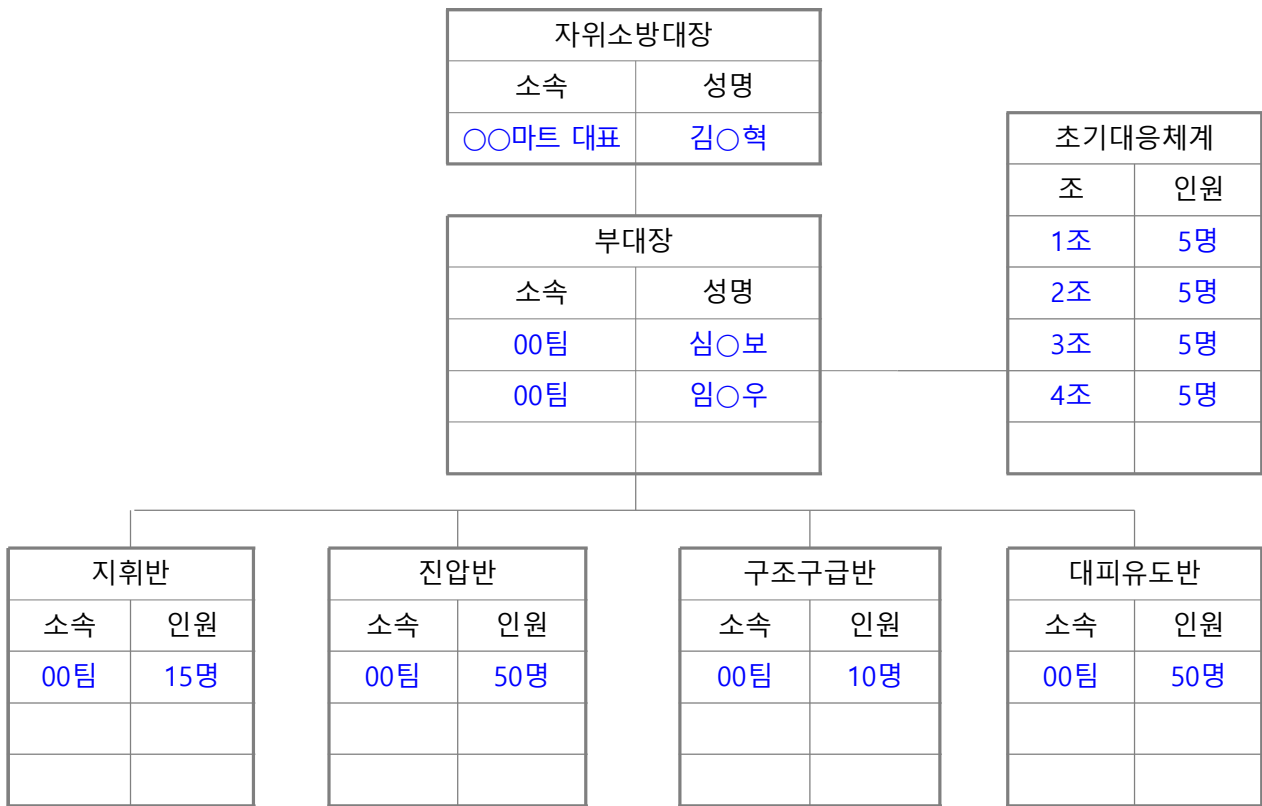 자위소방대장
소속 성명
○○마트 대표 김○혁
초기대응체계
조 인원
1조 5명
2조 5명
3조 5명
4조 5명
부대장
소속 성명
00팀 심○보
00팀 임○우
지휘반
소속 인원
00팀 15명
진압반
소속 인원
00팀 50명
구조구급반
소속 인원
00팀 10명
대피유도반
소속 인원
00팀 50명